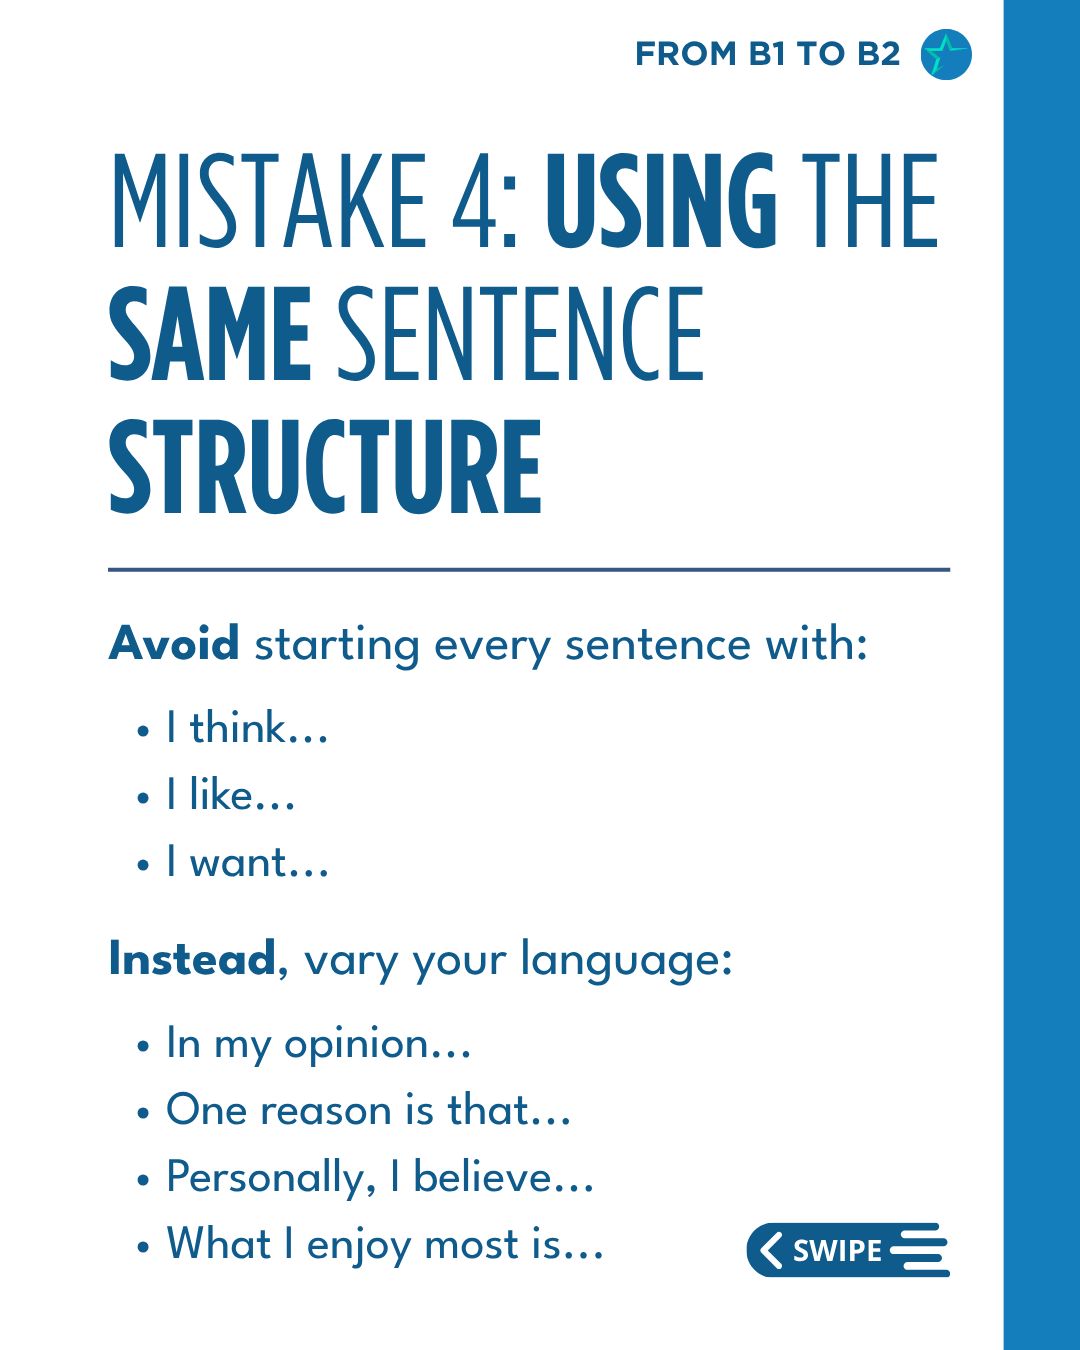 FROM B1 TO B2
MISTAKE 4: USING THE
SAME SENTENCE
STRUCTURE
Avoid starting every sentence with:
• I think...
• I like...
• I want...
Instead, vary your language:
• In my opinion...
• One reason is that...
• Personally, I believe...
• What I enjoy most is...
SWIPE